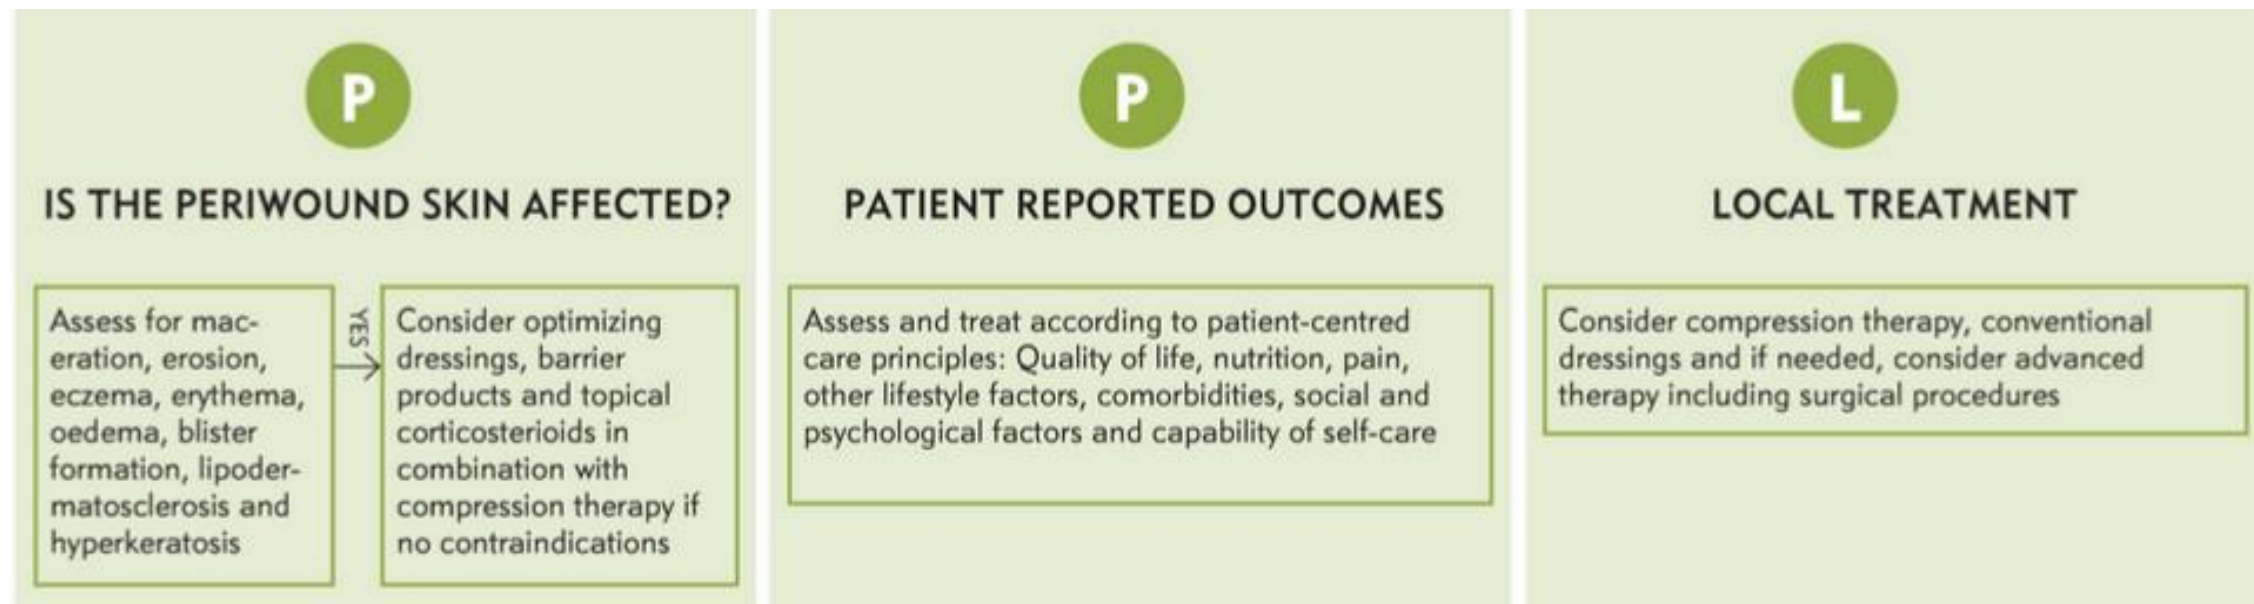 P
IS THE PERIWOUND SKIN AFFECTED?
Assess for mac-
eration, erosion,
eczema, erythema,
oedema, blister
formation, lipoder-
matosclerosis and
hyperkeratosis
YES
Consider optimizing
dressings, barrier
products and topical
corticosterioids in
combination with
compression therapy if
no contraindications
P
PATIENT REPORTED OUTCOMES
Assess and treat according to patient-centred
care principles: Quality of life, nutrition, pain,
other lifestyle factors, comorbidities, social and
psychological factors and capability of self-care
L
LOCAL TREATMENT
Consider compression therapy, conventional
dressings and if needed, consider advanced
therapy including surgical procedures